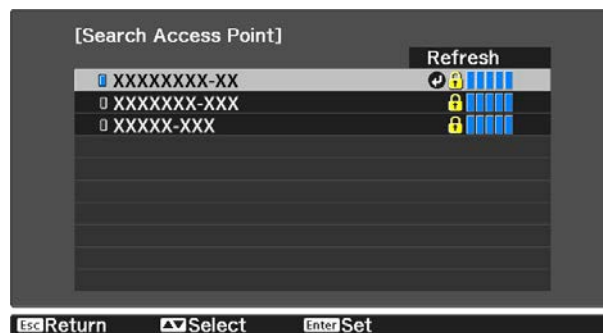 [Search Access Point]
Refresh
XXXXXXXX-XX
XXXXXXX-XXX
XXXXX-XXX
Esc Return Select Enter Set